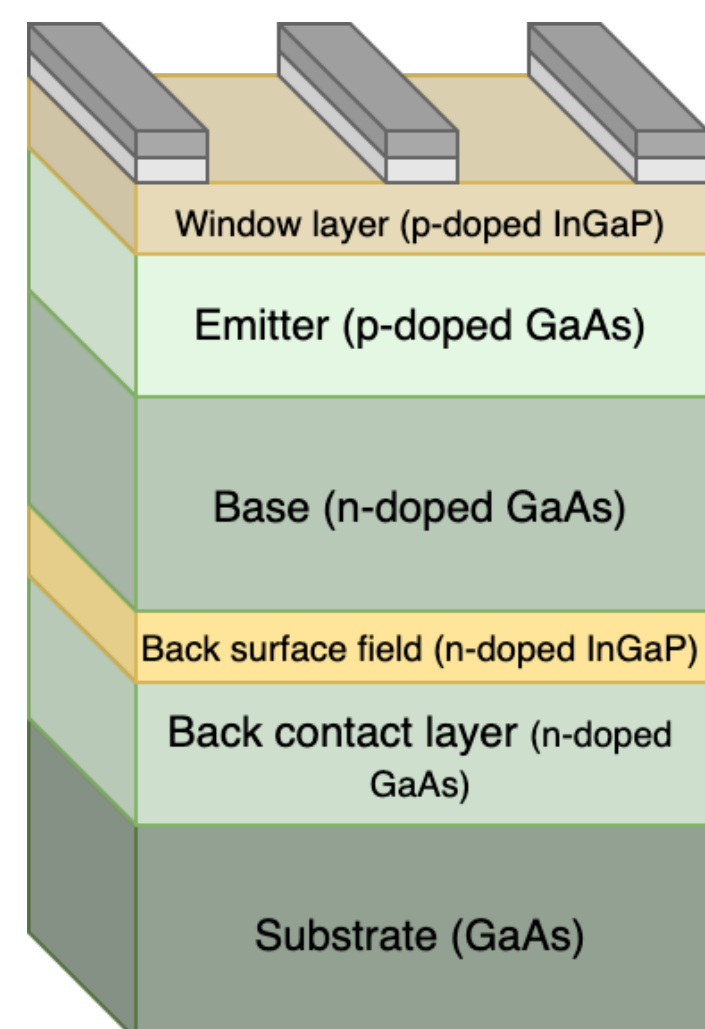 Window layer (p-doped InGaP)
Emitter (p-doped GaAs)
Base (n-doped GaAs)
Back surface field (n-doped InGaP)
Back contact layer (n-doped
GaAs)
Substrate (GaAs)